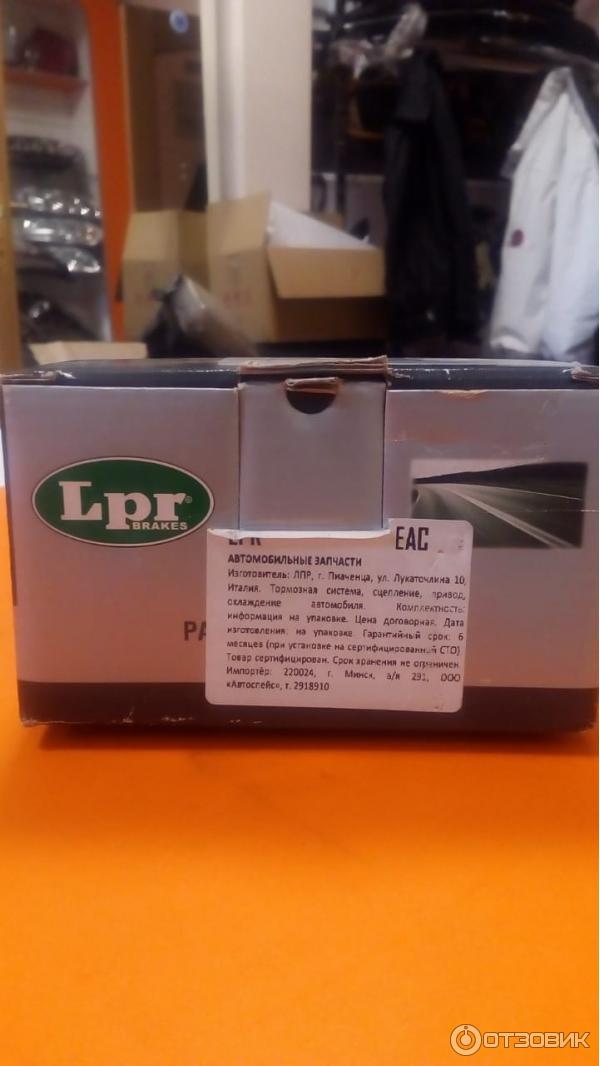 Lpr
BRAKES
LPR EAC
АВТОМОБИЛЬНЫЕ ЗАПЧАСТИ
Изготовитель: ЛПР, г. Пиаченца, ул. Лукаточлина 10,
Италия. Тормозная система, сцепление, привод,
охлаждение автомобиля. Комплектность:
информация на упаковке. Цена договорная. Дата
изготовления: на упаковке. Гарантийный срок: 6
месяцев (при установке на сертифицированной СТО)
Товар сертифицирован. Срок хранения не ограничен.
Импортёр: 220024, г. Минск, а/я 291, ООО
«Автоспейс», т. 2918910
PA
ОТЗОВИК